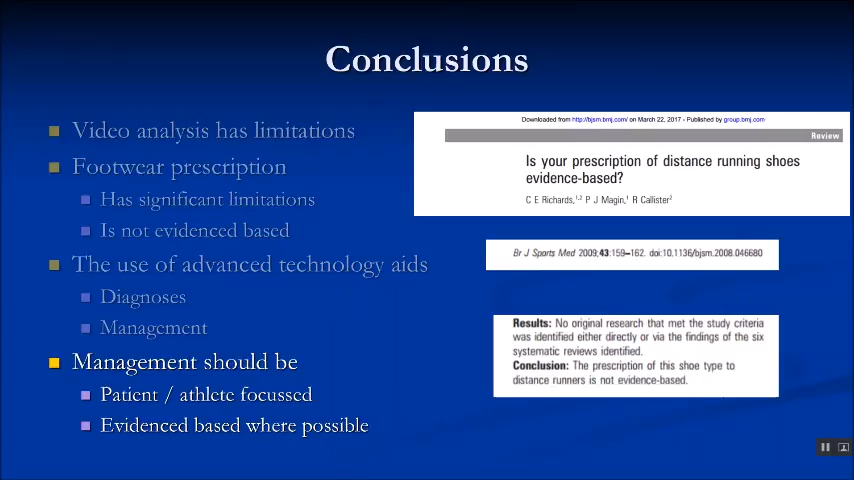 Conclusions
Video analysis has limitations
Footwear prescription
Has significant limitations
Is not evidenced based
The use of advanced technology aids
Diagnoses
Management
Management should be
Patient / athlete focussed
Evidenced based where possible
Downloaded from http://bjsm.bmj.com/ on March 22, 2017 - Published by group.bmj.com
Review
Is your prescription of distance running shoes
evidence-based?
C E Richards,1,2 P J Magin,1 R Callister2
Br J Sports Med 2009;43:159–162. doi:10.1136/bjsm.2008.046680
Results: No original research that met the study criteria
was identified either directly or via the findings of the six
systematic reviews identified.
Conclusion: The prescription of this shoe type to
distance runners is not evidence-based.